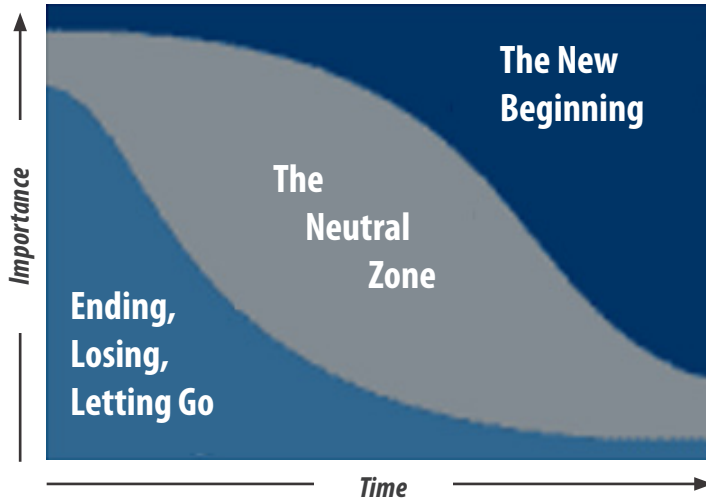 The New
Beginning
The
Neutral
Zone
Ending,
Losing,
Letting Go
Importance
Time